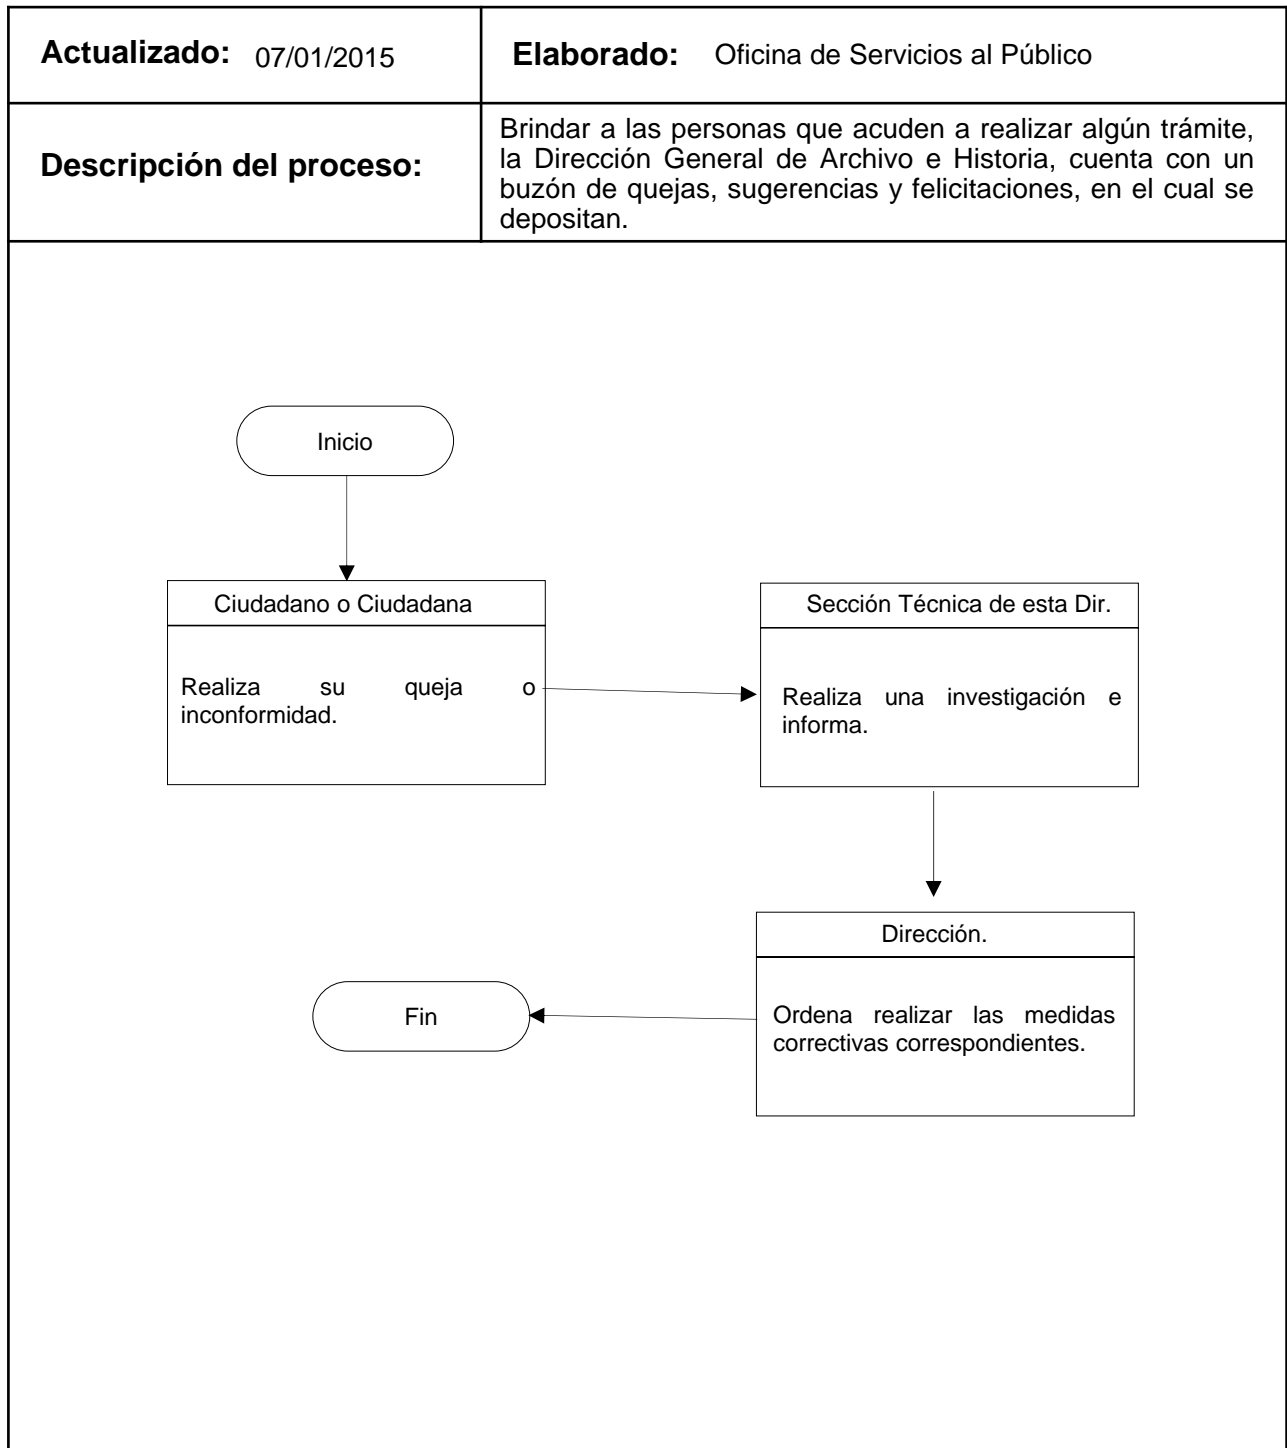 Actualizado: 07/01/2015
Elaborado: Oficina de Servicios al Público
Descripción del proceso:
Brindar a las personas que acuden a realizar algún trámite,
la Dirección General de Archivo e Historia, cuenta con un
buzón de quejas, sugerencias y felicitaciones, en el cual se
depositan.
Inicio
Ciudadano o Ciudadana
Realiza su queja o
inconformidad.
Sección Técnica de esta Dir.
Realiza una investigación e
informa.
Dirección.
Ordena realizar las medidas
correctivas correspondientes.
Fin